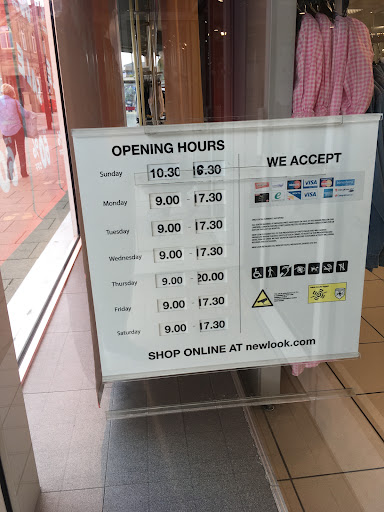 OPENING HOURS
Sunday 10.30 - 16.30
Monday 9.00 - 17.30
Tuesday 9.00 - 17.30
Wednesday 9.00 - 17.30
Thursday 9.00 - 20.00
Friday 9.00 - 17.30
Saturday 9.00 - 17.30
WE ACCEPT
VISA
VISA
SHOP ONLINE AT newlook.com